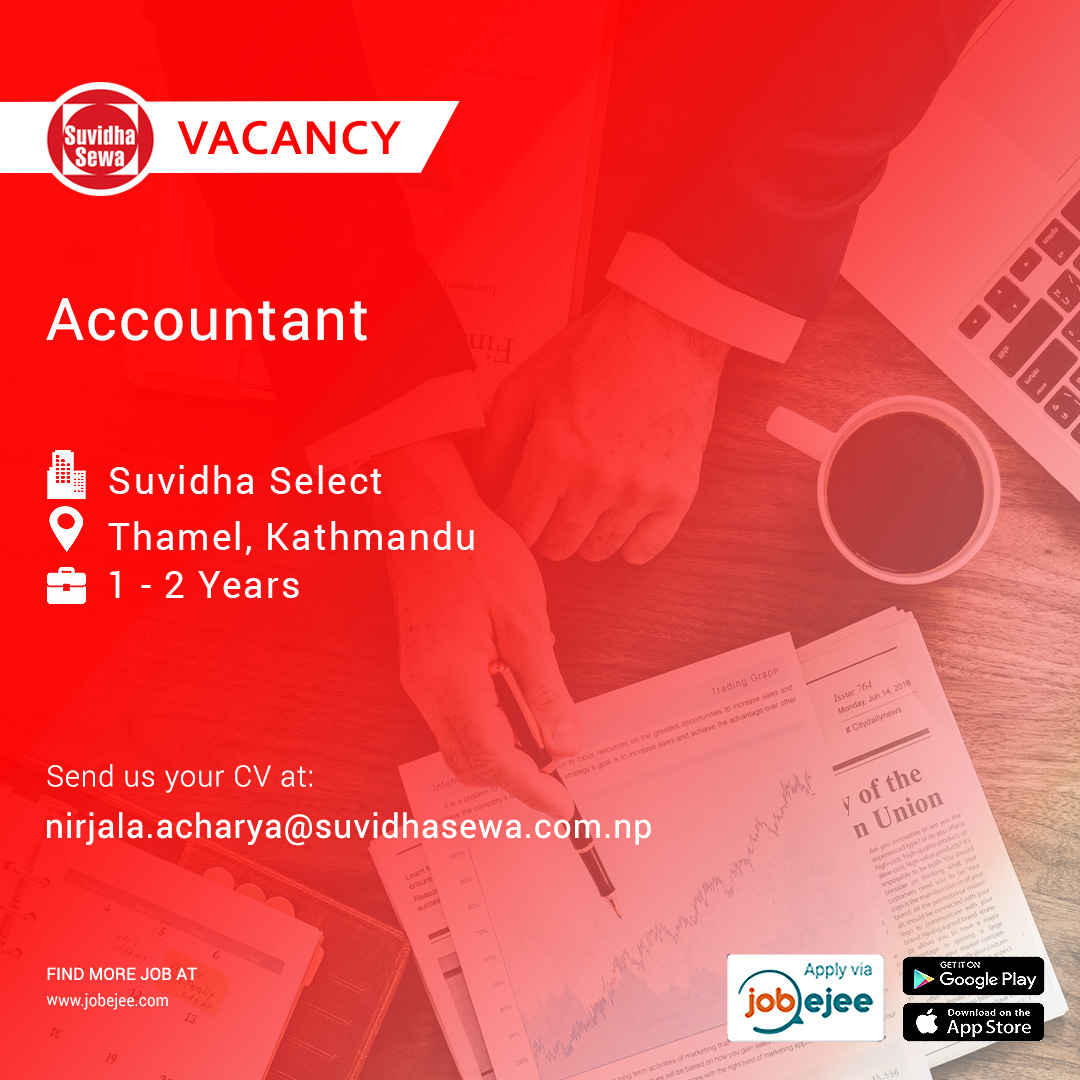 Suvidha
Sewa
VACANCY
Accountant
Suvidha Select
Thamel, Kathmandu
1 - 2 Years
Send us your CV at:
nirjala.acharya@suvidhasewa.com.np
FIND MORE JOB AT
www.jobejee.com
Apply via
jobejee
GET IT ON
Google Play
Download on the
App Store
Trading Graph
Issue 764
Monday, Jun 14, 2016
# Citydailynews
y of the
n Union